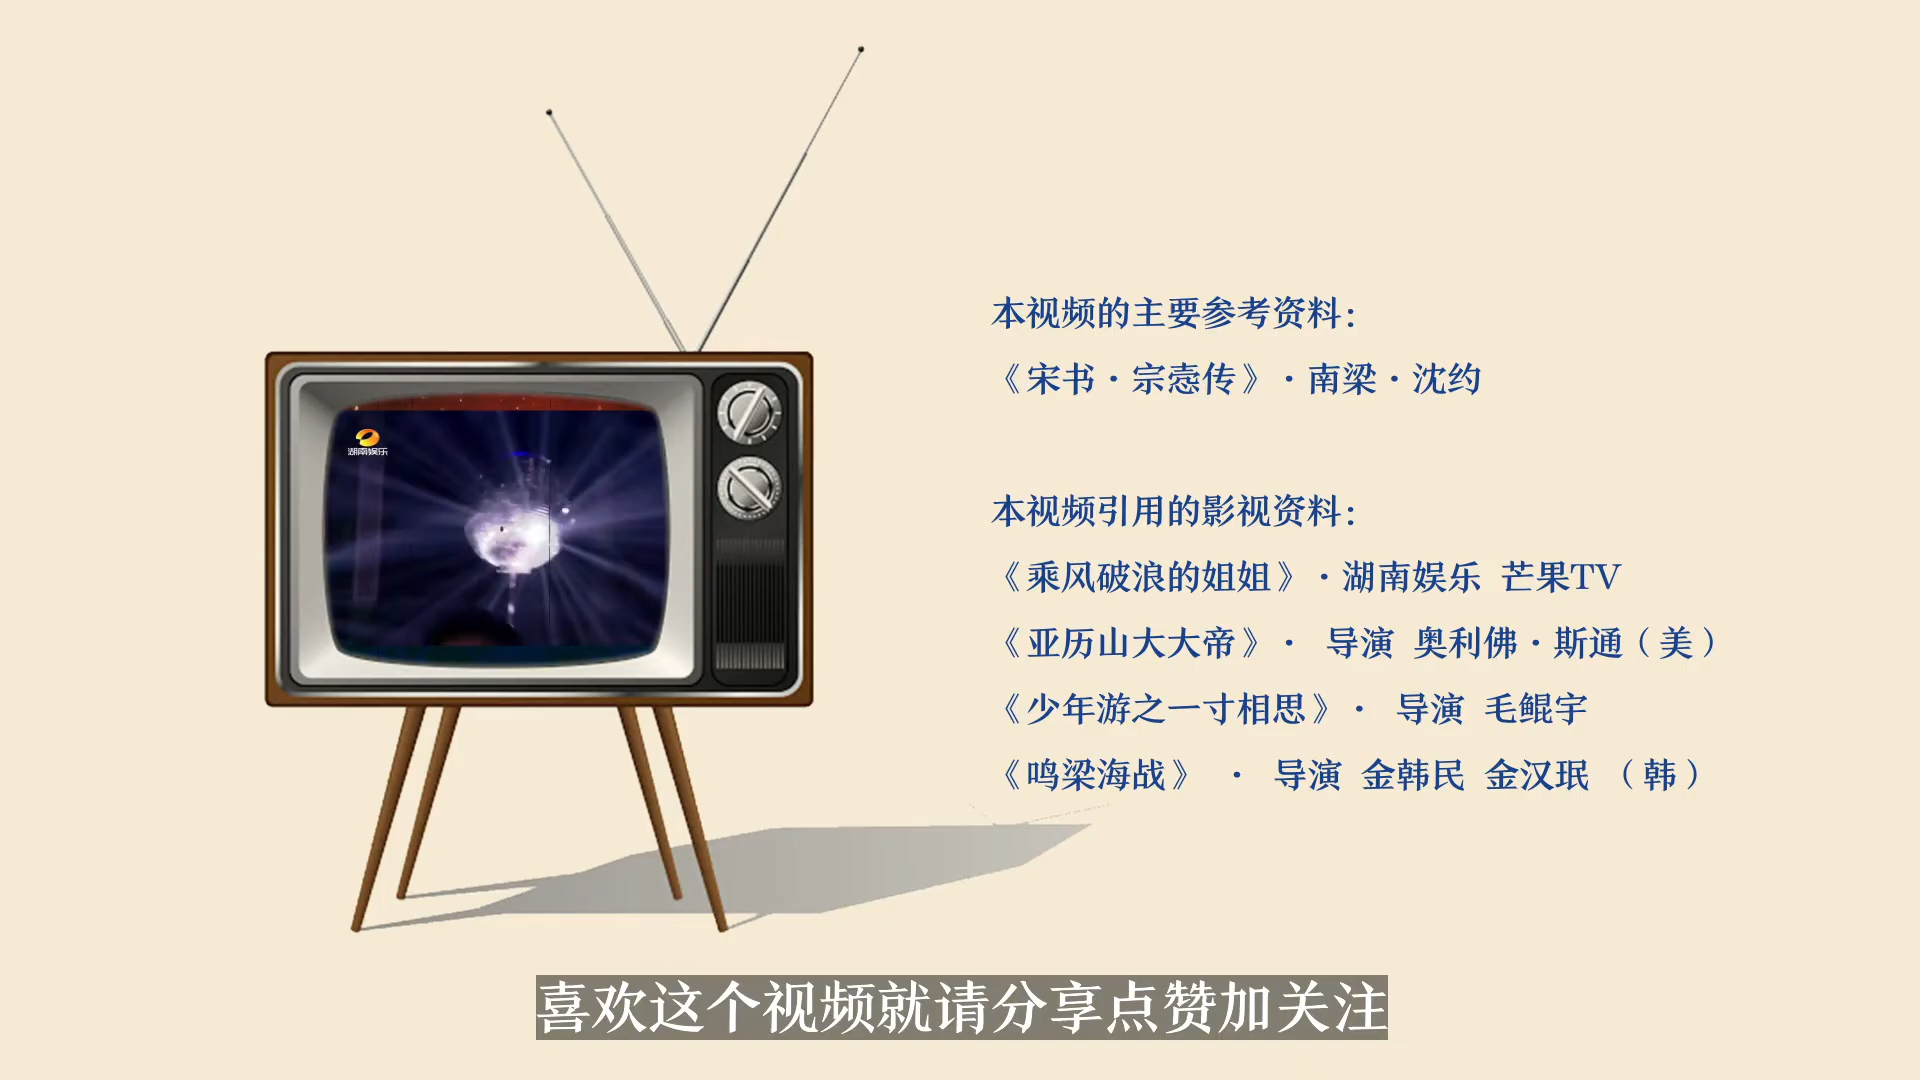 湖南娱乐
本视频的主要参考资料：
《宋书·宗悫传》·南梁·沈约
本视频引用的影视资料：
《乘风破浪的姐姐》·湖南娱乐 芒果TV
《亚历山大大帝》· 导演 奥利佛·斯通（美）
《少年游之一寸相思》· 导演 毛鲲宇
《鸣梁海战》 · 导演 金韩民 金汉珉 （韩）
喜欢这个视频就请分享点赞加关注